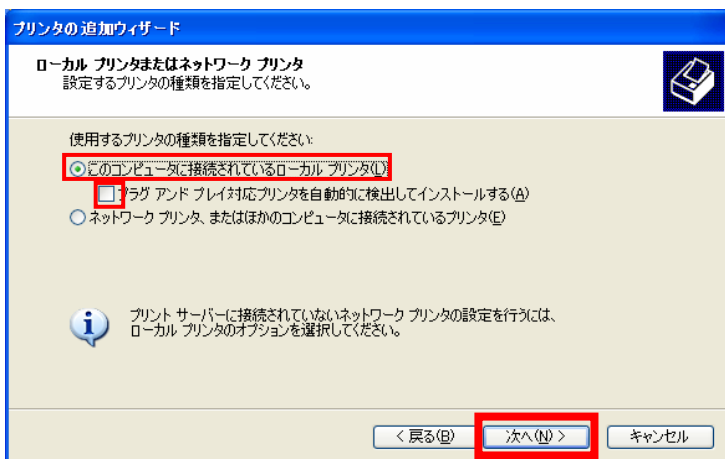 プリンタの追加ウィザード
ローカル プリンタまたはネットワーク プリンタ
設定するプリンタの種類を指定してください。
使用するプリンタの種類を指定してください:
このコンピュータに接続されているローカル プリンタ(L)
プラグ アンド プレイ対応プリンタを自動的に検出してインストールする(A)
ネットワーク プリンタ、またはほかのコンピュータに接続されているプリンタ(E)
プリント サーバーに接続されていないネットワーク プリンタの設定を行うには、
ローカル プリンタのオプションを選択してください。
< 戻る(B) 次へ(N) > キャンセル